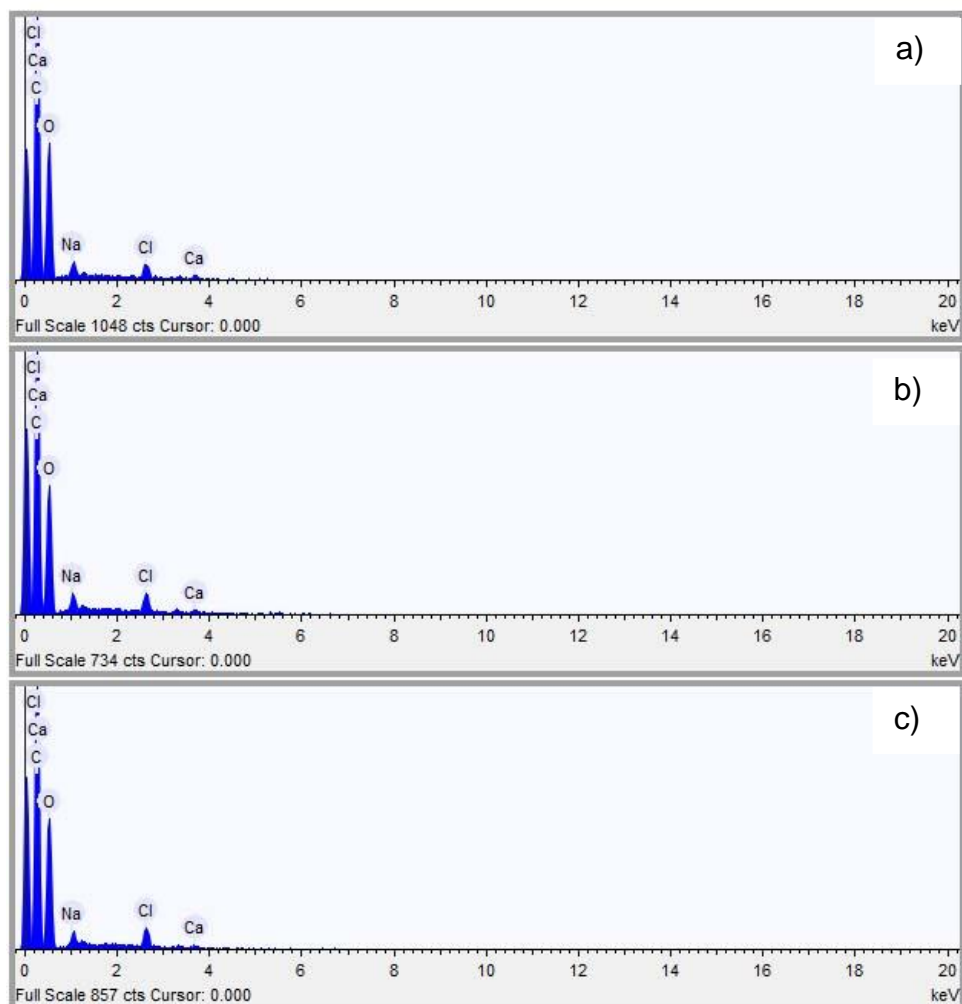 Cl
a)
Ca
C
O
Na
Cl
Ca
0 2 4 6 8 10 12 14 16 18 20
Full Scale 1048 cts Cursor: 0.000 keV
Cl
b)
Ca
C
O
Na
Cl
Ca
0 2 4 6 8 10 12 14 16 18 20
Full Scale 734 cts Cursor: 0.000 keV
Cl
c)
Ca
C
O
Na
Cl
Ca
0 2 4 6 8 10 12 14 16 18 20
Full Scale 857 cts Cursor: 0.000 keV